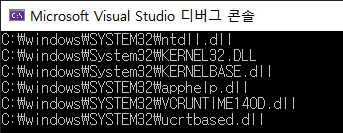 Microsoft Visual Studio 디버그 콘솔
C:₩windows₩SYSTEM32₩ntdll.dll
C:₩windows₩System32₩KERNEL32.DLL
C:₩windows₩System32₩KERNELBASE.dll
C:₩windows₩SYSTEM32₩apphelp.dll
C:₩windows₩SYSTEM32₩VCRUNTIME140D.dll
C:₩windows₩SYSTEM32₩ucrtbased.dll